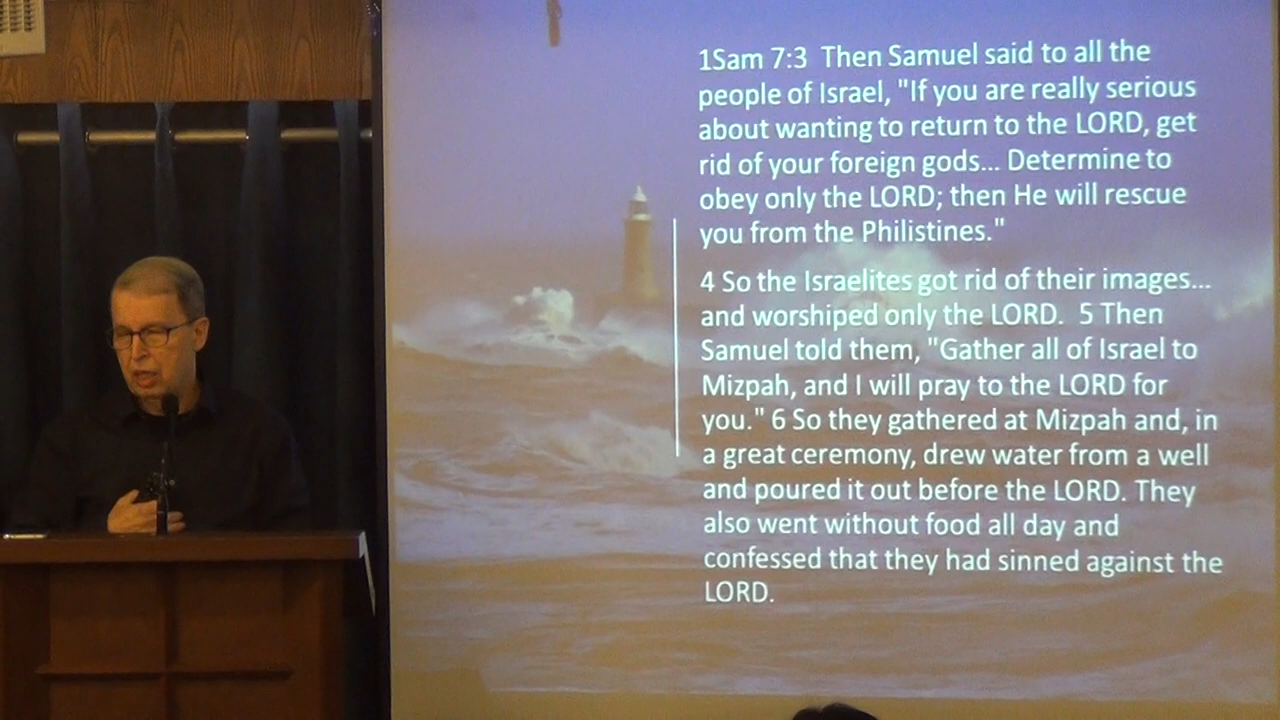 1Sam 7:3 Then Samuel said to all the
people of Israel, "If you are really serious
about wanting to return to the LORD, get
rid of your foreign gods... Determine to
obey only the LORD; then He will rescue
you from the Philistines."
4 So the Israelites got rid of their images...
and worshiped only the LORD. 5 Then
Samuel told them, "Gather all of Israel to
Mizpah, and I will pray to the LORD for
you." 6 So they gathered at Mizpah and, in
a great ceremony, drew water from a well
and poured it out before the LORD. They
also went without food all day and
confessed that they had sinned against the
LORD.